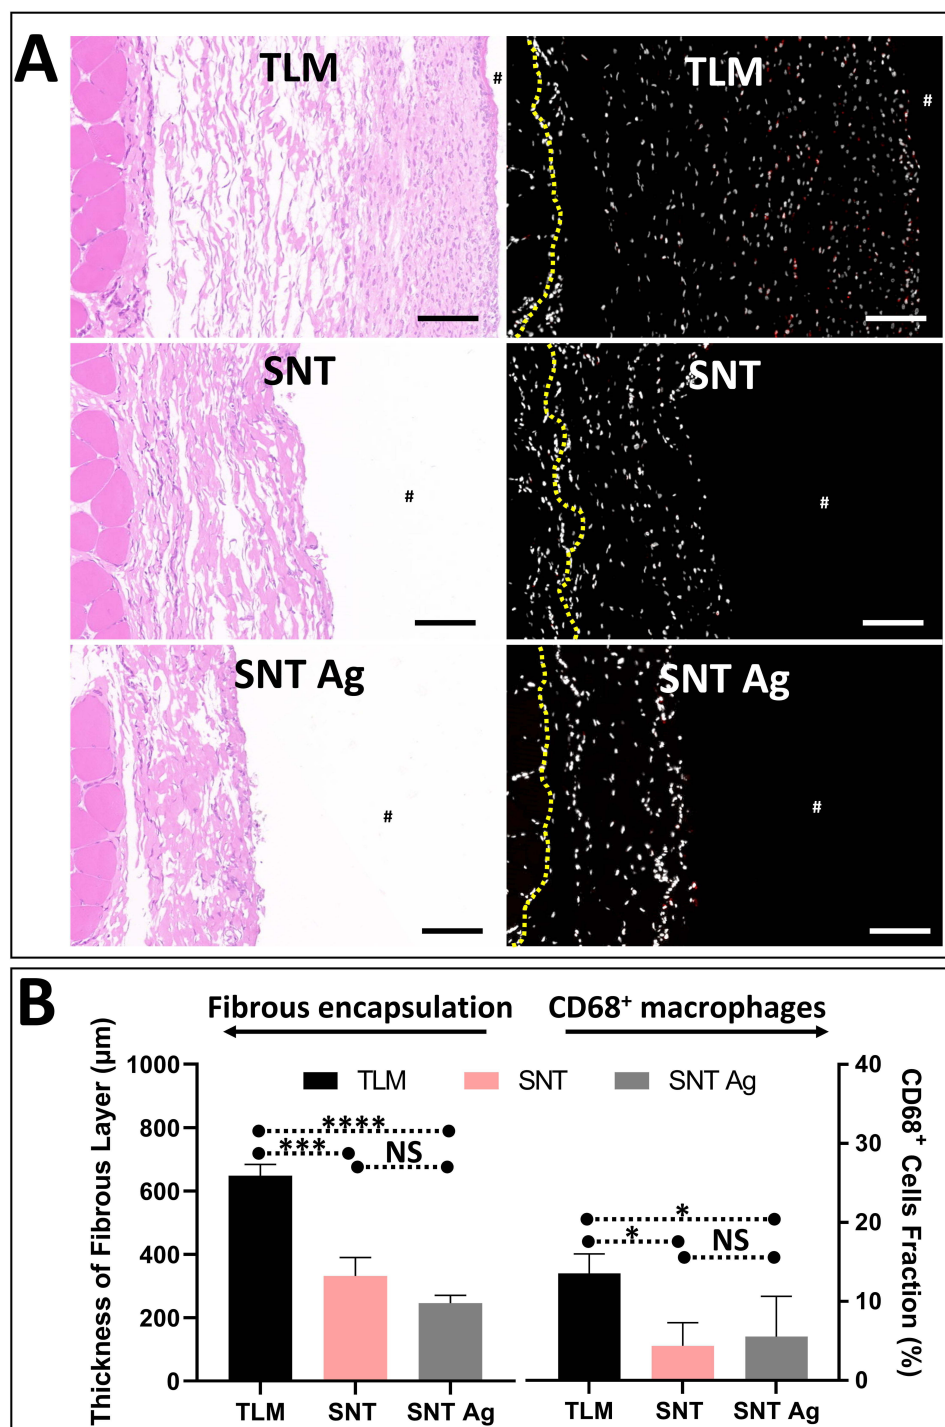 A
TLM
#
TLM
#
SNT
#
SNT
#
SNT Ag
#
SNT Ag
#
B
Fibrous encapsulation
CD68⁺ macrophages
Thickness of Fibrous Layer (µm)
1000
800
600
400
200
0
TLM
SNT
SNT Ag
****
***
NS
*
*
NS
40
30
20
10
0
CD68⁺ Cells Fraction (%)
TLM
SNT
SNT Ag
TLM
SNT
SNT Ag